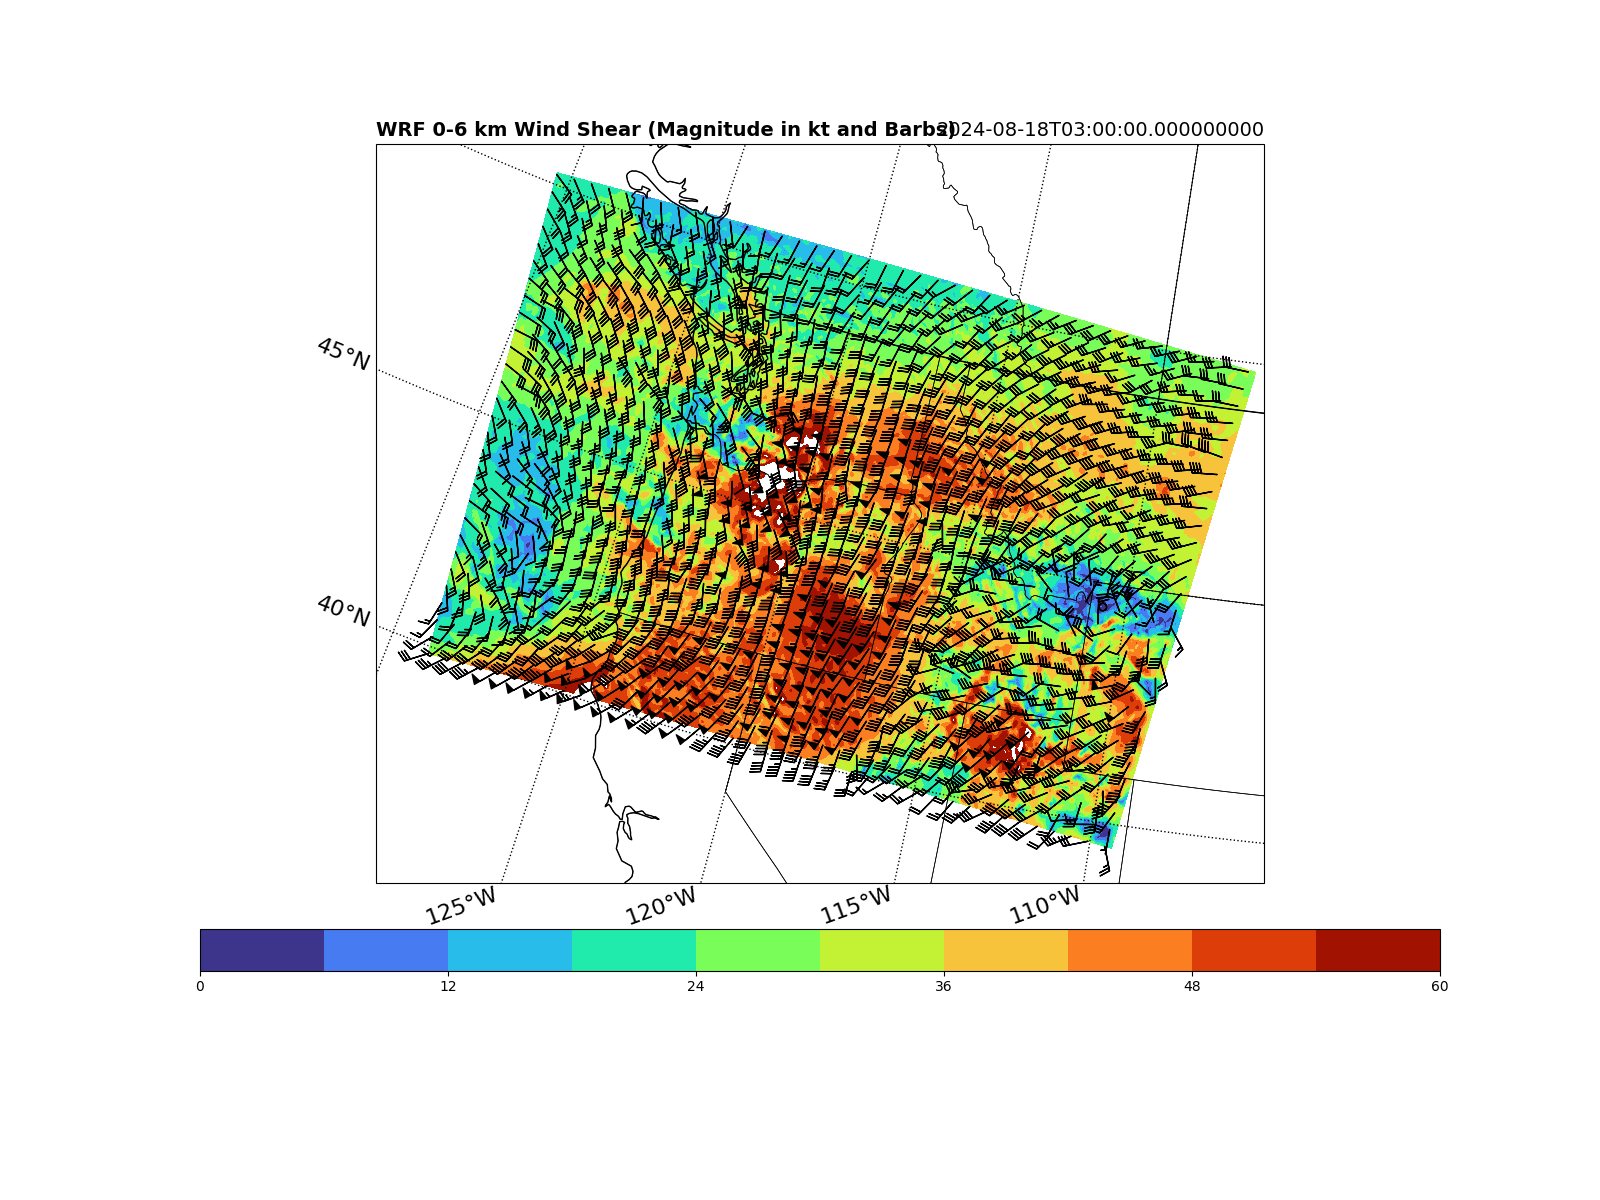 WRF 0-6 km Wind Shear (Magnitude in kt and Barbs)
2024-08-18T03:00:00.000000000
45°N
40°N
125°W
120°W
115°W
110°W
0 12 24 36 48 60